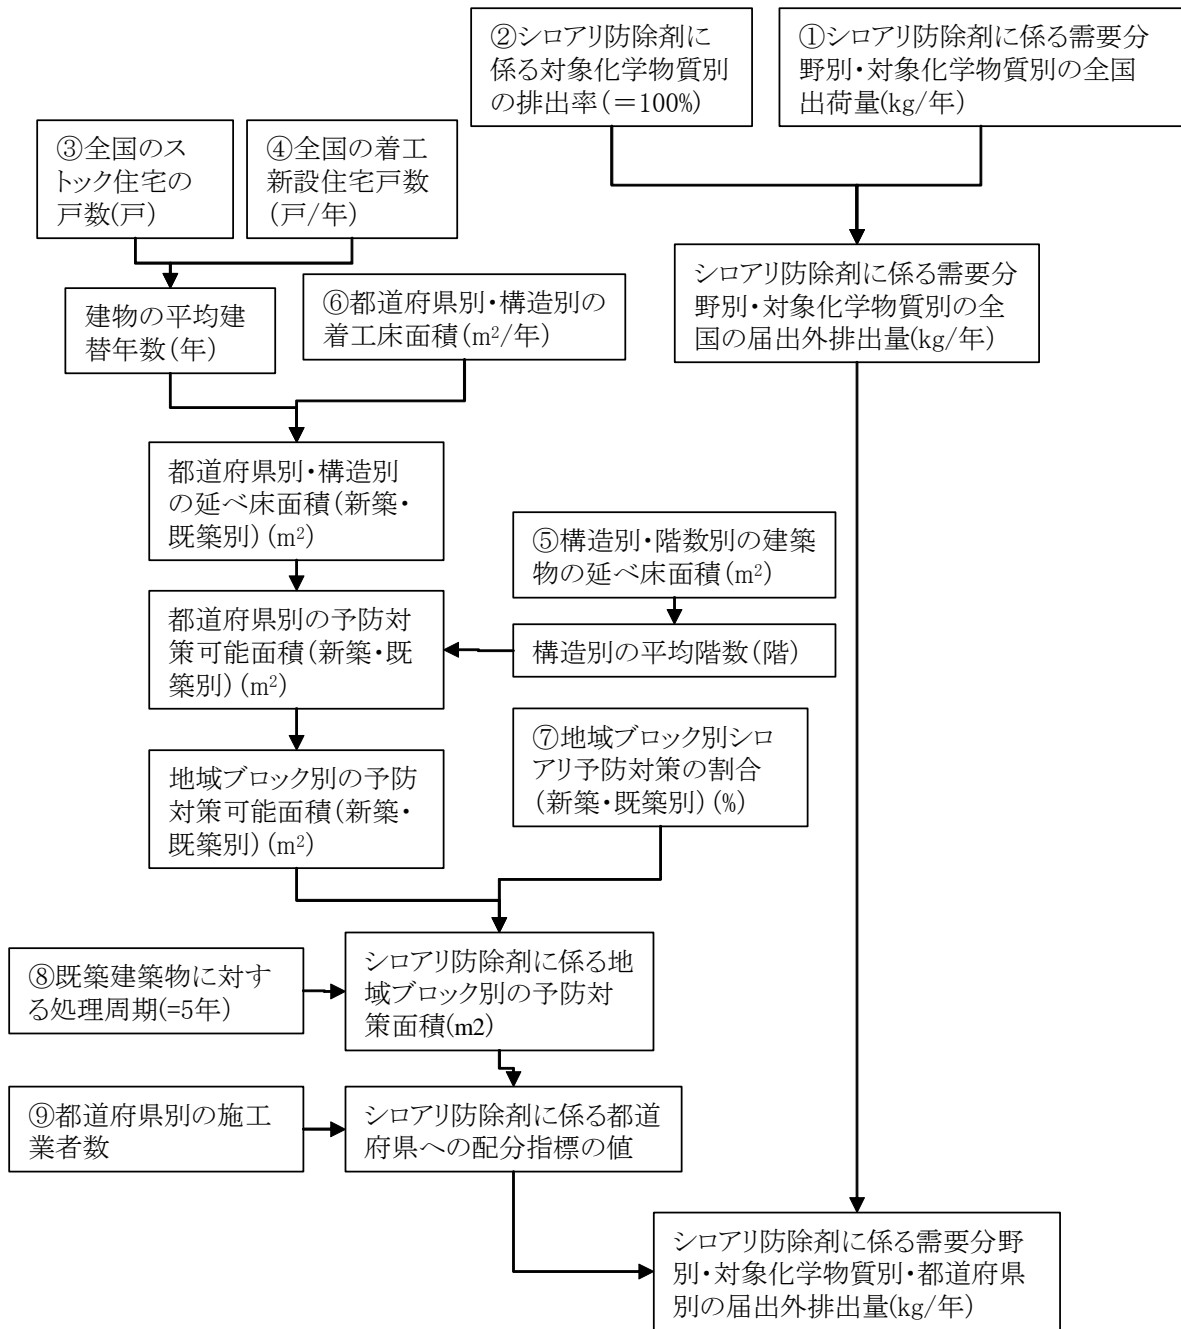 ②シロアリ防除剤に
係る対象化学物質別
の排出率(＝100%)
①シロアリ防除剤に係る需要分
野別・対象化学物質別の全国
出荷量(kg/年)
③全国のス
トック住宅の
戸数(戸)
④全国の着工
新設住宅戸数
(戸/年)
シロアリ防除剤に係る需要分
野別・対象化学物質別の全
国の届出外排出量(kg/年)
建物の平均建
替年数(年)
⑥都道府県別・構造別の
着工床面積(m²/年)
都道府県別・構造別
の延べ床面積(新築・
既築別)(m²)
⑤構造別・階数別の建築
物の延べ床面積(m²)
都道府県別の予防対
策可能面積(新築・既
築別)(m²)
構造別の平均階数(階)
地域ブロック別の予防
対策可能面積(新築・
既築別)(m²)
⑦地域ブロック別シロ
アリ予防対策の割合
(新築・既築別)(%)
⑧既築建築物に対す
る処理周期(=5年)
シロアリ防除剤に係る地
域ブロック別の予防対
策面積(m2)
⑨都道府県別の施工
業者数
シロアリ防除剤に係る都道
府県への配分指標の値
シロアリ防除剤に係る需要分野
別・対象化学物質別・都道府県
別の届出外排出量(kg/年)